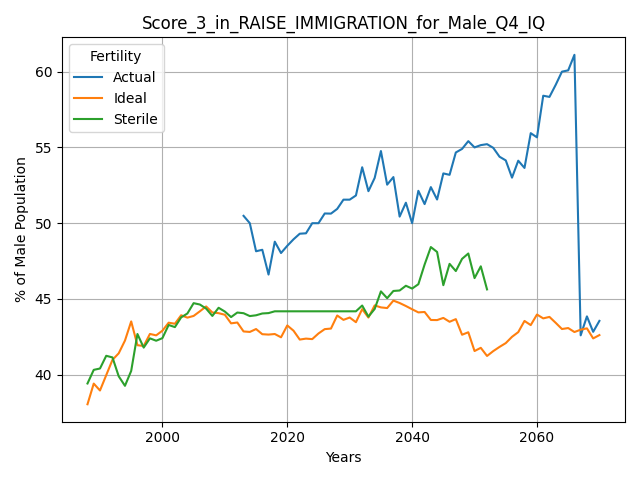 Score_3_in_RAISE_IMMIGRATION_for_Male_Q4_IQ
Fertility
Actual
Ideal
Sterile
% of Male Population
60
55
50
45
40
2000
2020
2040
2060
Years